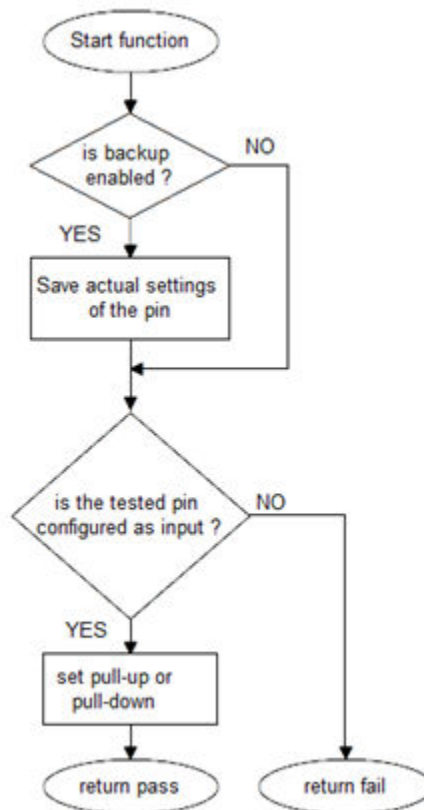 Start function
is backup
enabled ?
NO
YES
Save actual settings
of the pin
is the tested pin
configured as input ?
NO
YES
set pull-up or
pull-down
return pass
return fail